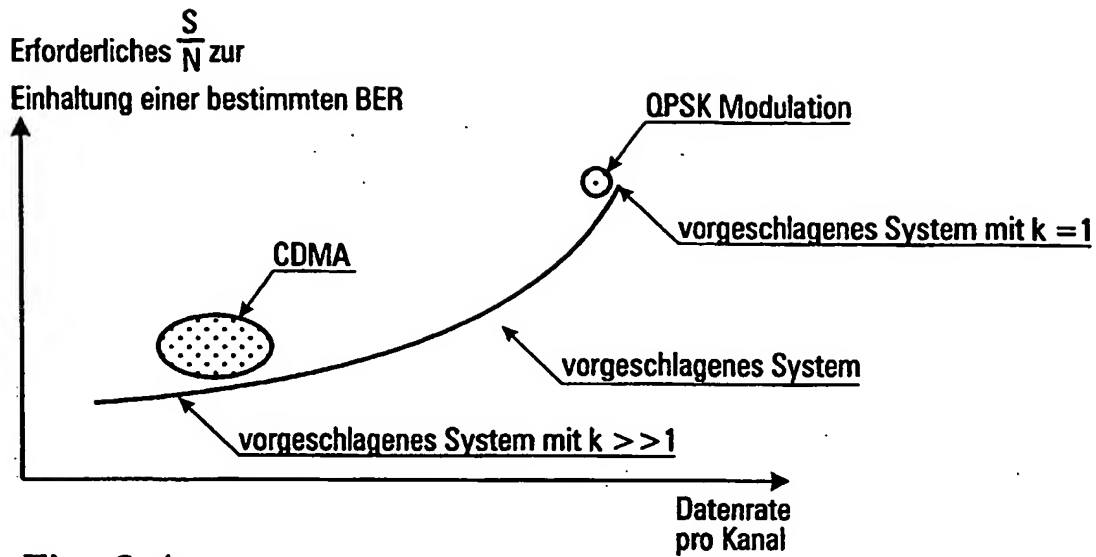 Erforderliches S/N zur
Einhaltung einer bestimmten BER
QPSK Modulation
vorgeschlagenes System mit k = 1
CDMA
vorgeschlagenes System
vorgeschlagenes System mit k >>1
Datenrate
pro Kanal